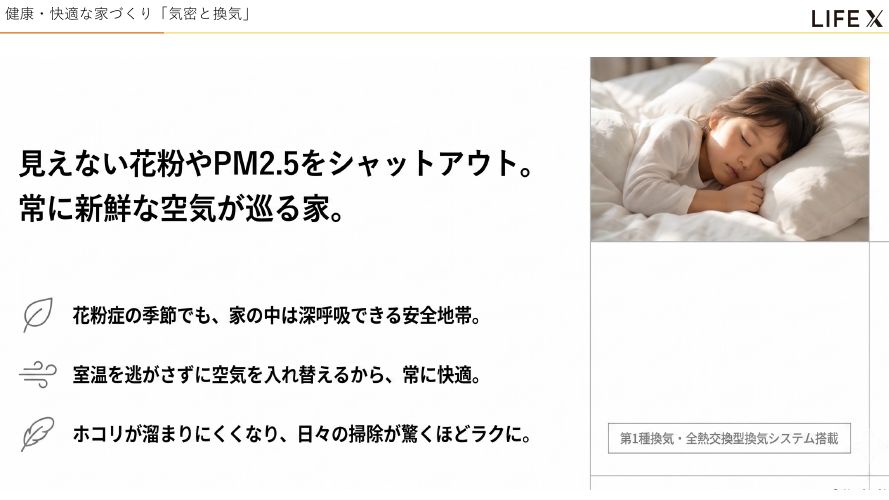 健康・快適な家づくり「気密と換気」
LIFE X
見えない花粉やPM2.5をシャットアウト。
常に新鮮な空気が巡る家。
花粉症の季節でも、家の中は深呼吸できる安全地帯。
室温を逃がさずに空気を入れ替えるから、常に快適。
ホコリが溜まりにくくなり、日々の掃除が驚くほどラクに。
第1種換気・全熱交換型換気システム搭載